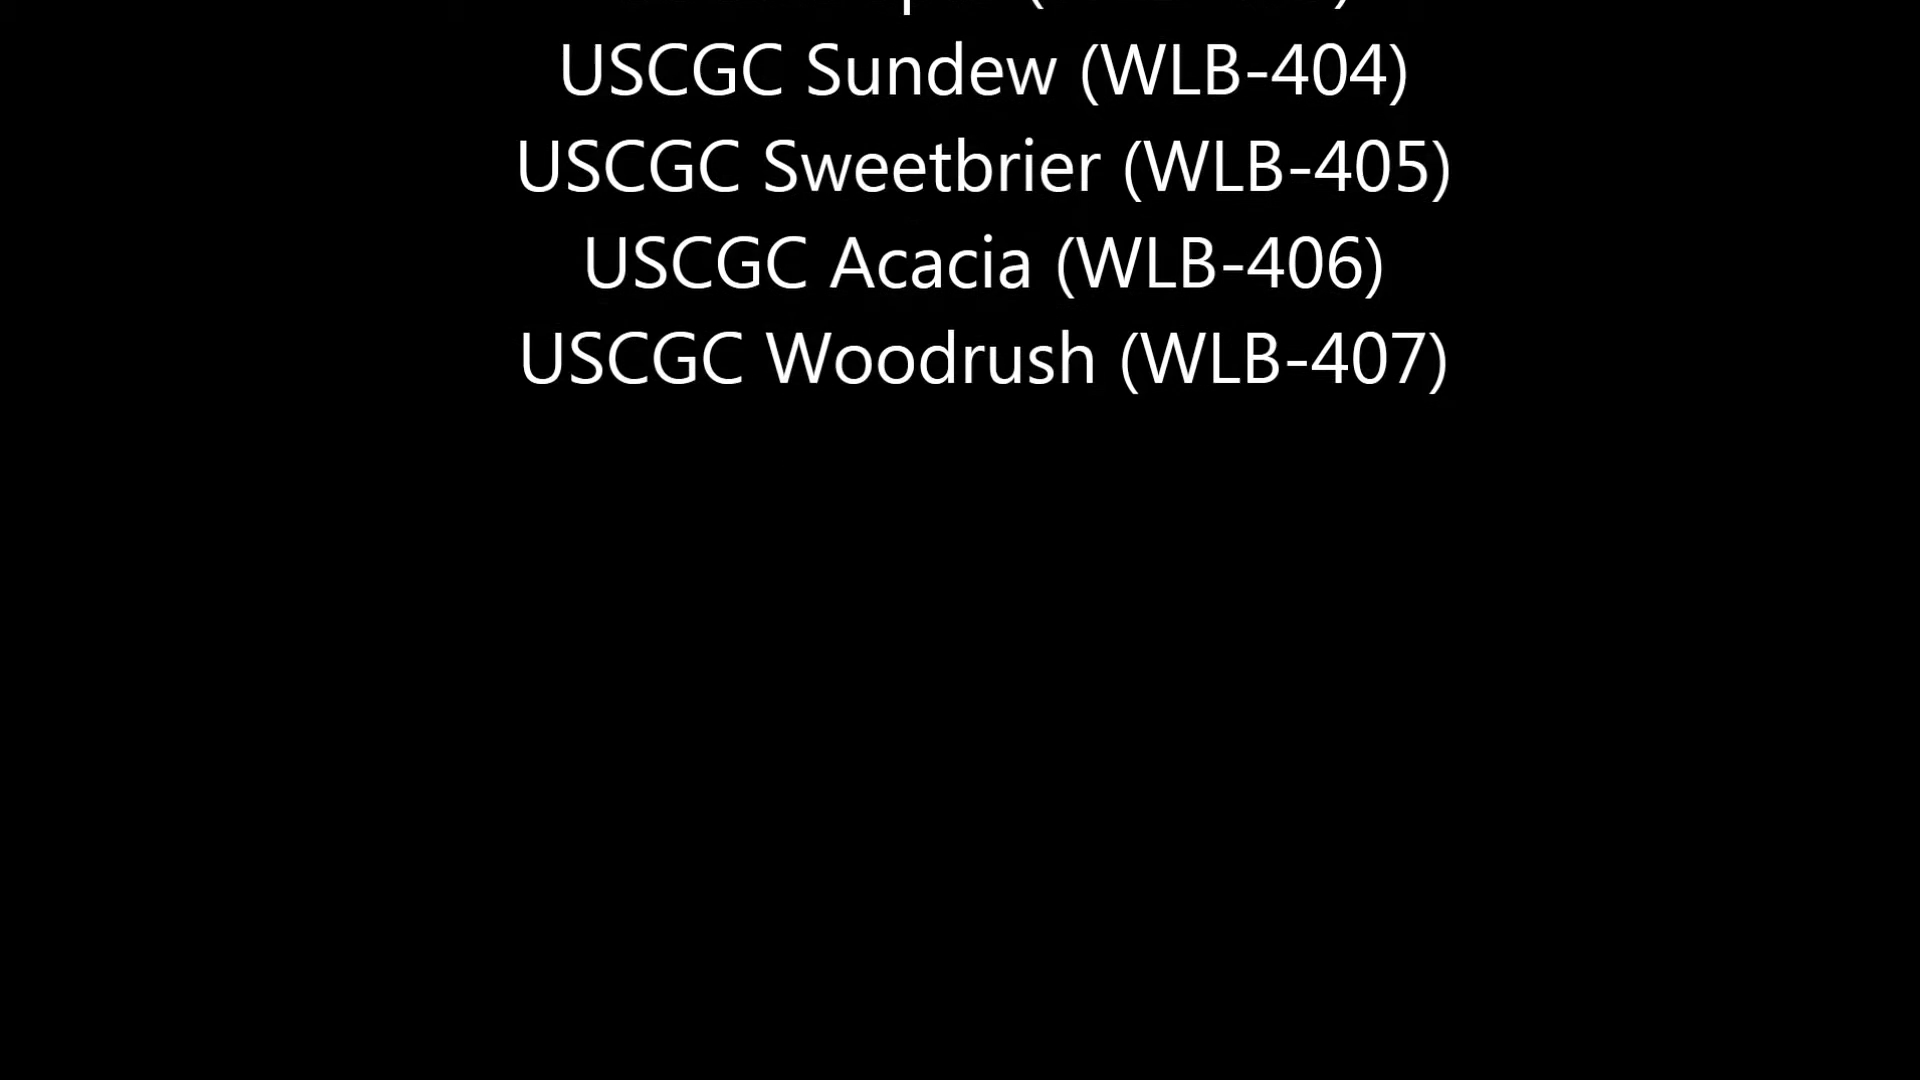 USCGC Sundew (WLB-404)
USCGC Sweetbrier (WLB-405)
USCGC Acacia (WLB-406)
USCGC Woodrush (WLB-407)